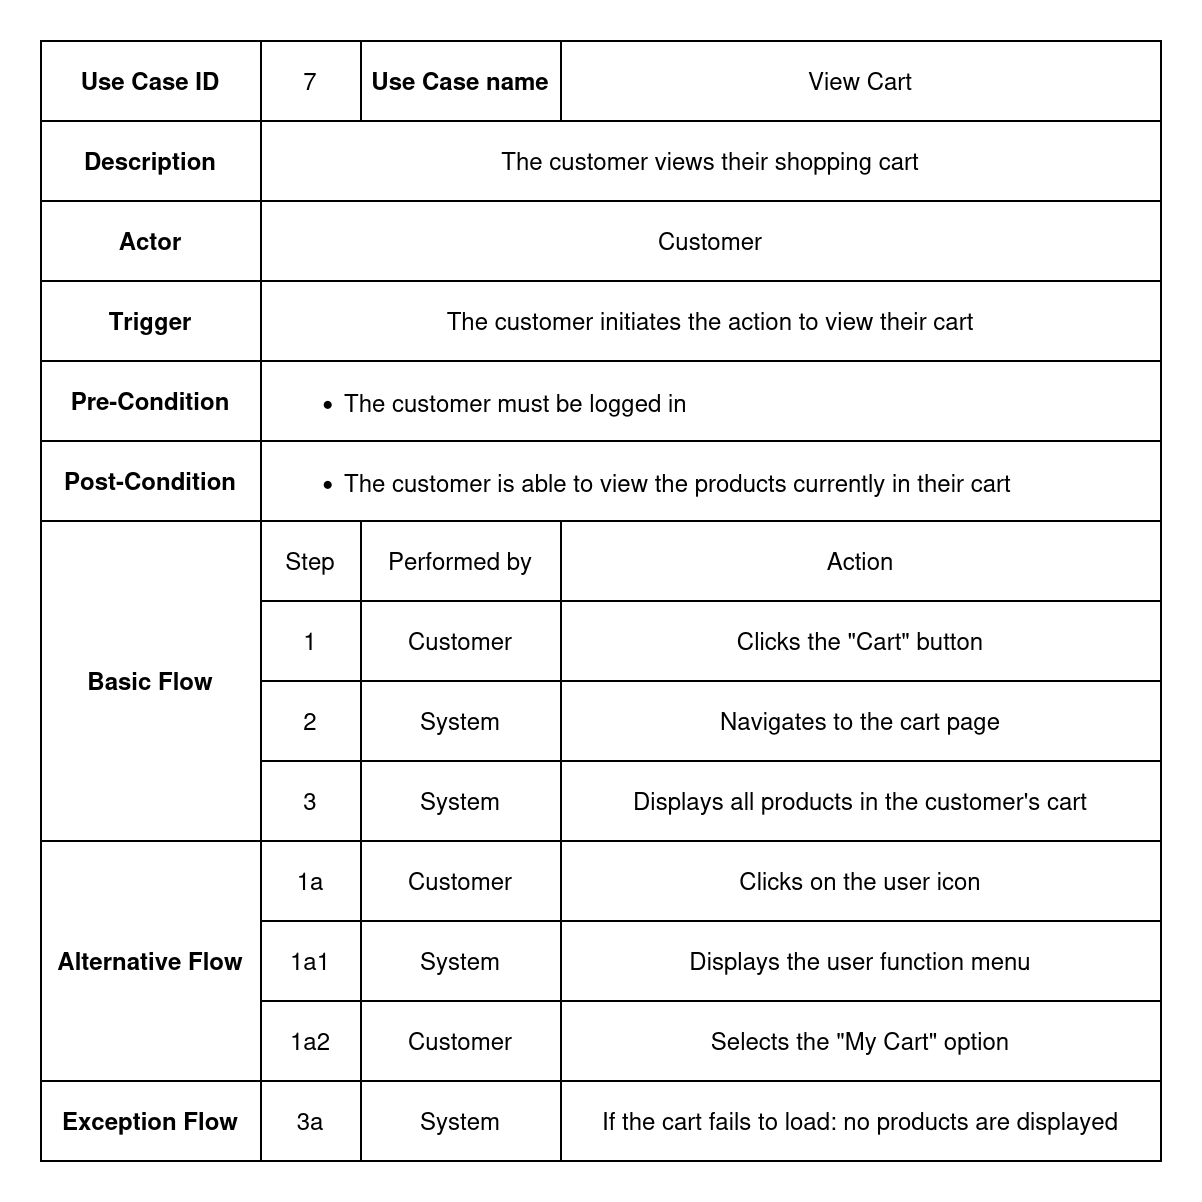 Use Case ID 7 Use Case name View Cart
Description The customer views their shopping cart
Actor Customer
Trigger The customer initiates the action to view their cart
Pre-Condition • The customer must be logged in
Post-Condition • The customer is able to view the products currently in their cart
Basic Flow
Step Performed by Action
1 Customer Clicks the "Cart" button
2 System Navigates to the cart page
3 System Displays all products in the customer's cart
Alternative Flow
1a Customer Clicks on the user icon
1a1 System Displays the user function menu
1a2 Customer Selects the "My Cart" option
Exception Flow 3a System If the cart fails to load: no products are displayed